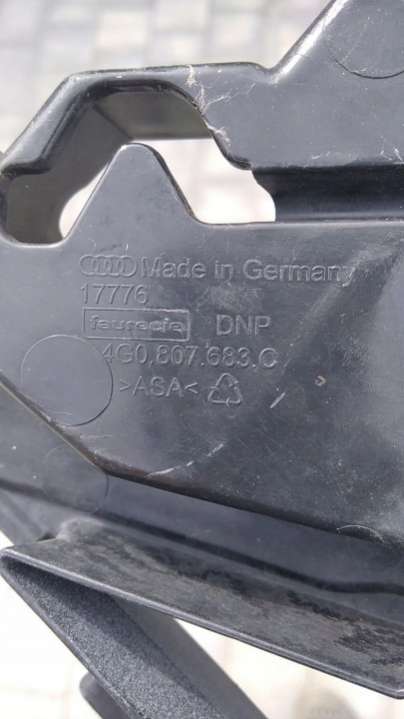 Made in Germany
17776
faurecia DNP
4G0.807.683.C
>ASA<